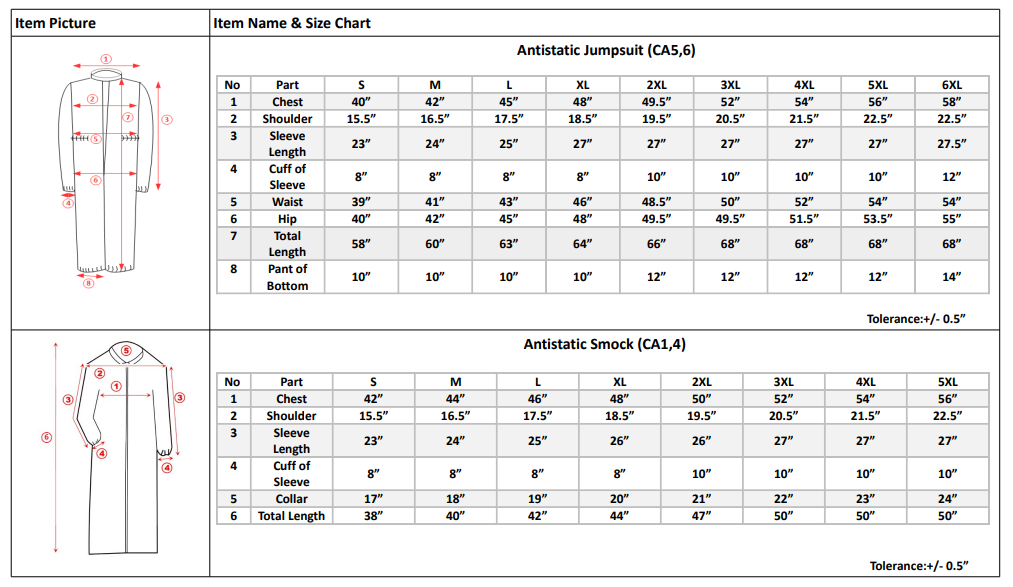 Item Picture Item Name & Size Chart
Antistatic Jumpsuit (CA5,6)
No Part S M L XL 2XL 3XL 4XL 5XL 6XL
1 Chest 40” 42” 45” 48” 49.5” 52” 54” 56” 58”
2 Shoulder 15.5” 16.5” 17.5” 18.5” 19.5” 20.5” 21.5” 22.5” 22.5”
3 Sleeve Length 23” 24” 25” 27” 27” 27” 27” 27” 27.5”
4 Cuff of Sleeve 8” 8” 8” 8” 10” 10” 10” 10” 12”
5 Waist 39” 41” 43” 46” 48.5” 50” 52” 54” 54”
6 Hip 40” 42” 45” 48” 49.5” 49.5” 51.5” 53.5” 55”
7 Total Length 58” 60” 63” 64” 66” 68” 68” 68” 68”
8 Pant of Bottom 10” 10” 10” 10” 12” 12” 12” 12” 14”
Tolerance:+/- 0.5”
1
2
7
3
5
6
4
8
Antistatic Smock (CA1,4)
No Part S M L XL 2XL 3XL 4XL 5XL
1 Chest 42” 44” 46” 48” 50” 52” 54” 56”
2 Shoulder 15.5” 16.5” 17.5” 18.5” 19.5” 20.5” 21.5” 22.5”
3 Sleeve Length 23” 24” 25” 26” 26” 27” 27” 27”
4 Cuff of Sleeve 8” 8” 8” 8” 10” 10” 10” 10”
5 Collar 17” 18” 19” 20” 21” 22” 23” 24”
6 Total Length 38” 40” 42” 44” 47” 50” 50” 50”
Tolerance:+/- 0.5”
5
2
1
3 3
6
4
4